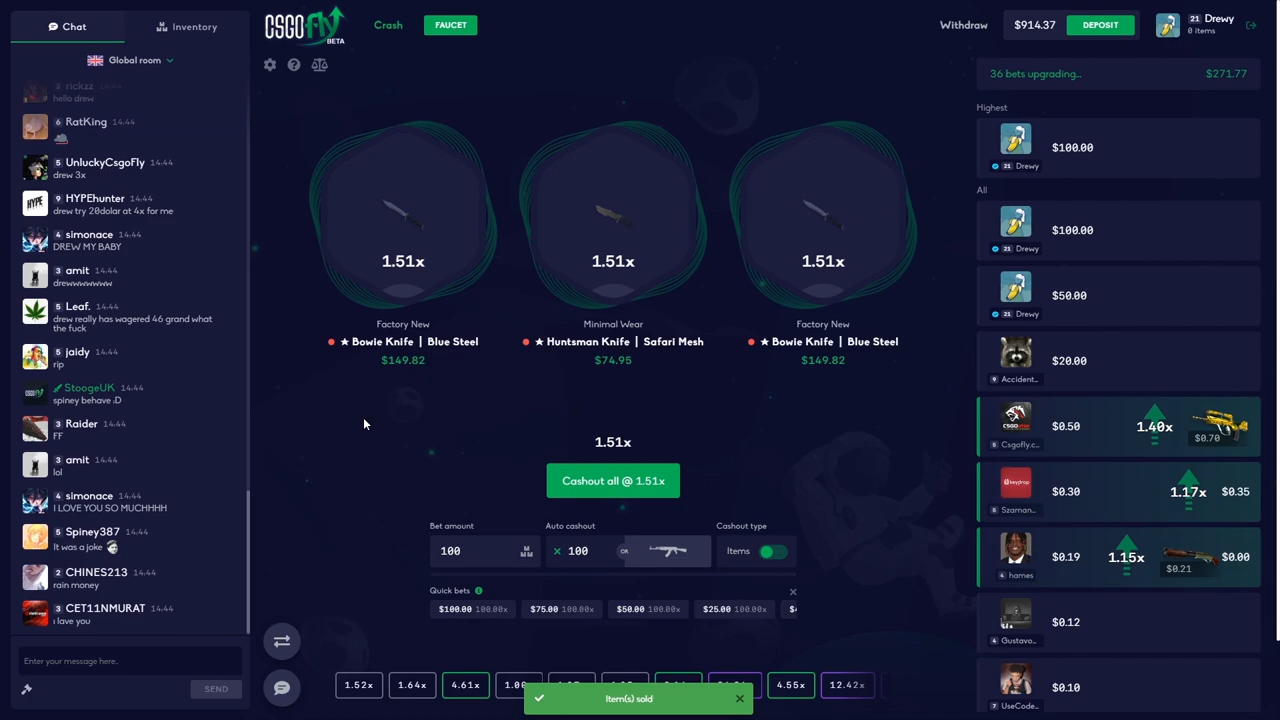 Chat
Inventory
Global room
3 rickzz 14:44
hello drew
6 RatKing 14:44
5 UnluckyCsgoFly 14:44
drew 3x
9 HYPEhunter 14:44
drew try 20dolar at 4x for me
4 simonace 14:44
DREW MY BABY
3 amit 14:44
drewwwwwww
5 Leaf. 14:44
drew really has wagered 46 grand what
the fuck
5 jaidy 14:44
rip
StoogeUK 14:44
spiney behave :D
3 Raider 14:44
FF
3 amit 14:44
lol
4 simonace 14:44
I LOVE YOU SO MUCHHHH
5 Spiney387 14:44
It was a joke
2 CHINES213 14:44
rain money
3 CET11NMURAT 14:44
ı lave you
Enter your message here..
SEND
CSGOFly
BETA
Crash
FAUCET
Withdraw
$914.37
DEPOSIT
21 Drewy
0 items
1.51x
1.51x
1.51x
Factory New
★ Bowie Knife | Blue Steel
$149.82
Minimal Wear
★ Huntsman Knife | Safari Mesh
$74.95
Factory New
★ Bowie Knife | Blue Steel
$149.82
1.51x
Cashout all @ 1.51x
Bet amount
100
Auto cashout
100
OR
Cashout type
Items
Quick bets
$100.00 100.00x
$75.00 100.00x
$50.00 100.00x
$25.00 100.00x
1.52x
1.64x
4.61x
4.55x
12.42x
Item(s) sold
36 bets upgrading...
$271.77
Highest
$100.00
21 Drewy
All
$100.00
21 Drewy
$50.00
21 Drewy
$20.00
9 Accident...
HYPE
$0.50
1.40x
$0.70
5 Csgofly.c...
keydrop
$0.30
1.17x
$0.35
Szaman...
$0.19
1.15x
$0.21
$0.00
4 hames
$0.12
4 Gustavo...
$0.10
7 UseCode...